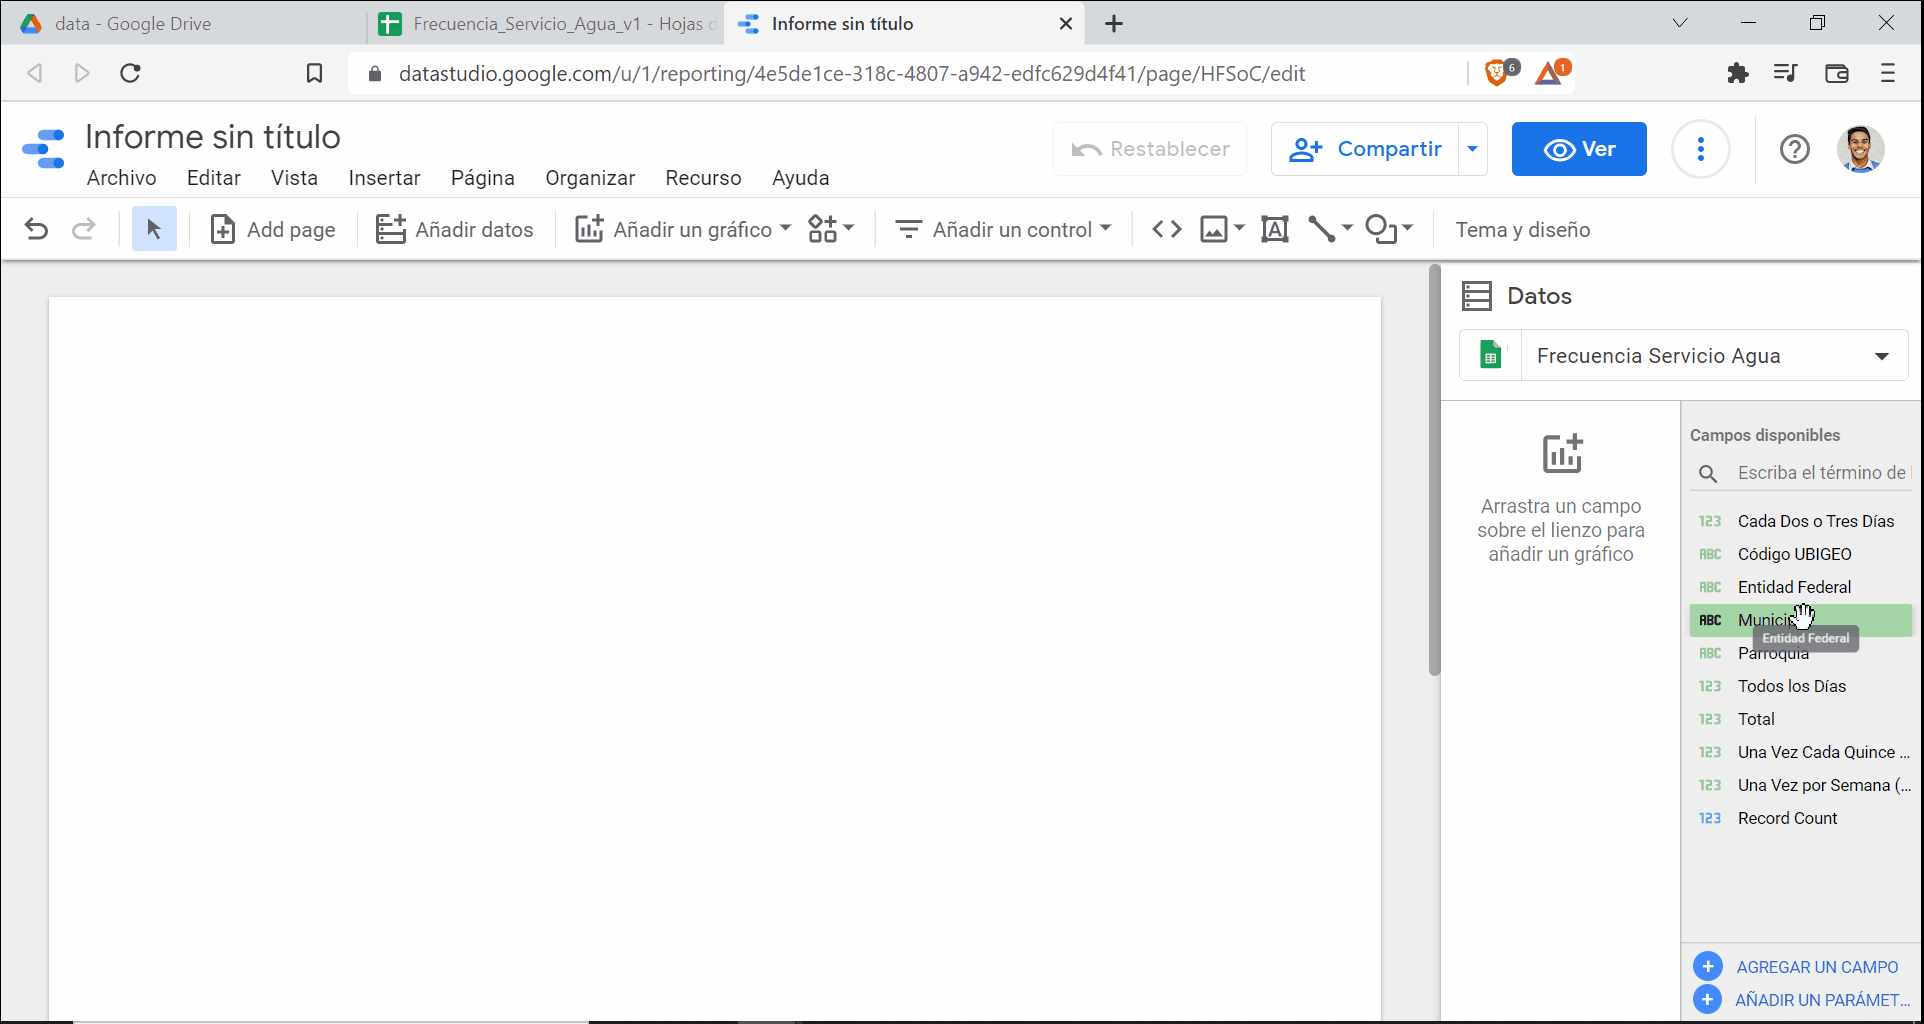 data - Google Drive
Frecuencia_Servicio_Agua_v1 - Hojas d
Informe sin título
datastudio.google.com/u/1/reporting/4e5de1ce-318c-4807-a942-edfc629d4f41/page/HFSoC/edit
6
1
Informe sin título
Archivo Editar Vista Insertar Página Organizar Recurso Ayuda
Restablecer
Compartir
Ver
Add page
Añadir datos
Añadir un gráfico
Añadir un control
Tema y diseño
Datos
Frecuencia Servicio Agua
Arrastra un campo
sobre el lienzo para
añadir un gráfico
Campos disponibles
Escriba el término de
123 Cada Dos o Tres Días
ABC Código UBIGEO
ABC Entidad Federal
ABC Municip
Entidad Federal
ABC Parroquia
123 Todos los Días
123 Total
123 Una Vez Cada Quince ...
123 Una Vez por Semana (...
123 Record Count
AGREGAR UN CAMPO
AÑADIR UN PARÁMET...